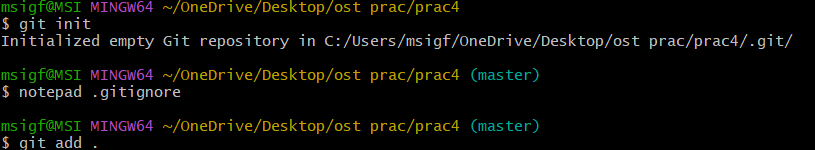 msigf@MSI MINGW64 ~/OneDrive/Desktop/ost prac/prac4
$ git init
Initialized empty Git repository in C:/Users/msigf/OneDrive/Desktop/ost prac/prac4/.git/
msigf@MSI MINGW64 ~/OneDrive/Desktop/ost prac/prac4 (master)
$ notepad .gitignore
msigf@MSI MINGW64 ~/OneDrive/Desktop/ost prac/prac4 (master)
$ git add .